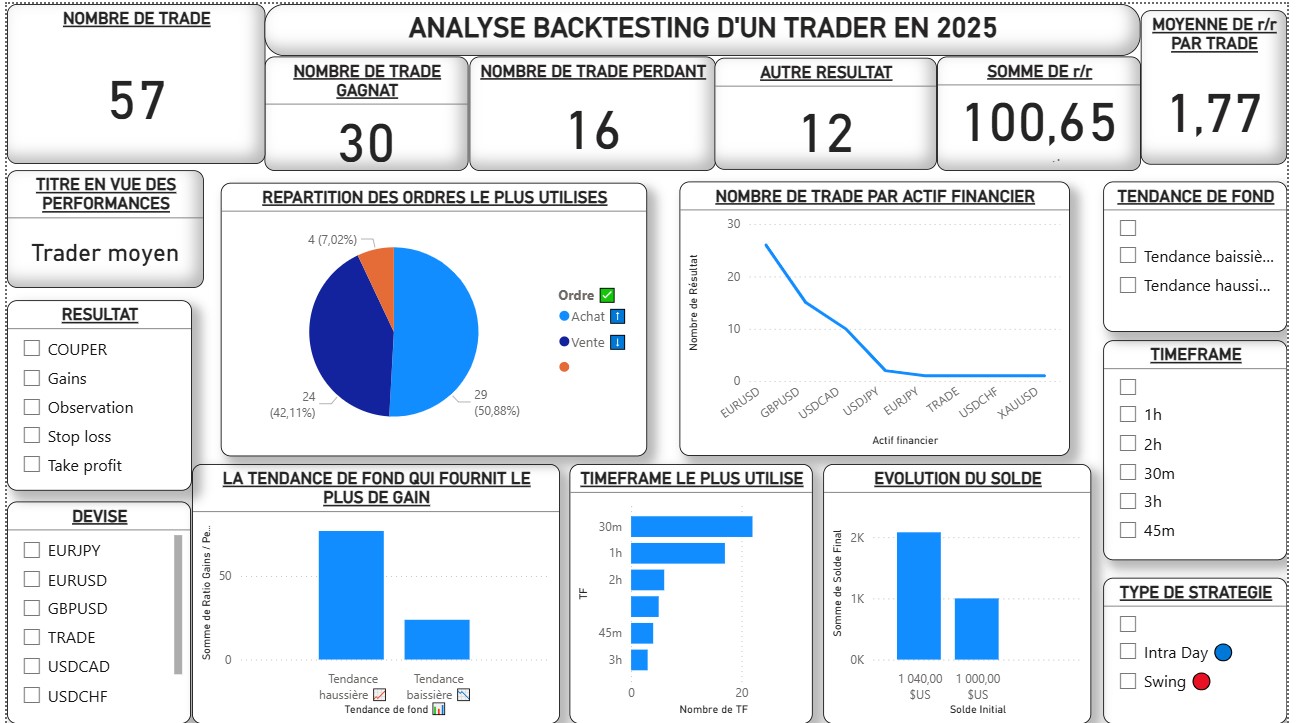 NOMBRE DE TRADE
57
ANALYSE BACKTESTING D'UN TRADER EN 2025
NOMBRE DE TRADE
GAGNAT
30
NOMBRE DE TRADE PERDANT
16
AUTRE RESULTAT
12
SOMME DE r/r
100,65
MOYENNE DE r/r
PAR TRADE
1,77
TITRE EN VUE DES
PERFORMANCES
Trader moyen
REPARTITION DES ORDRES LE PLUS UTILISES
4 (7,02%)
24
(42,11%)
29
(50,88%)
Ordre ✅
Achat ⬆️
Vente ⬇️
NOMBRE DE TRADE PAR ACTIF FINANCIER
Nombre de Résultat
30
20
10
0
EURUSD
GBPUSD
USDCAD
USDJPY
EURJPY
TRADE
USDCHF
XAUUSD
Actif financier
TENDANCE DE FOND
Tendance baissiè...
Tendance haussi...
RESULTAT
COUPER
Gains
Observation
Stop loss
Take profit
TIMEFRAME
1h
2h
30m
3h
45m
DEVISE
EURJPY
EURUSD
GBPUSD
TRADE
USDCAD
USDCHF
LA TENDANCE DE FOND QUI FOURNIT LE
PLUS DE GAIN
Somme de Ratio Gains / Pe...
50
0
Tendance
haussière 📈
Tendance
baissière 📉
Tendance de fond 📊
TIMEFRAME LE PLUS UTILISE
TF
30m
1h
2h
45m
3h
0
20
Nombre de TF
EVOLUTION DU SOLDE
Somme de Solde Final
2K
1K
0K
1 040,00
$US
1 000,00
$US
Solde Initial
TYPE DE STRATEGIE
Intra Day 🔵
Swing 🔴